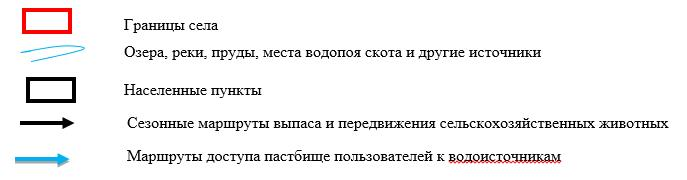 Границы села
Озера, реки, пруды, места водопоя скота и другие источники
Населенные пункты
Сезонные маршруты выпаса и передвижения сельскохозяйственных животных
Маршруты доступа пастбище пользователей к водоисточникам